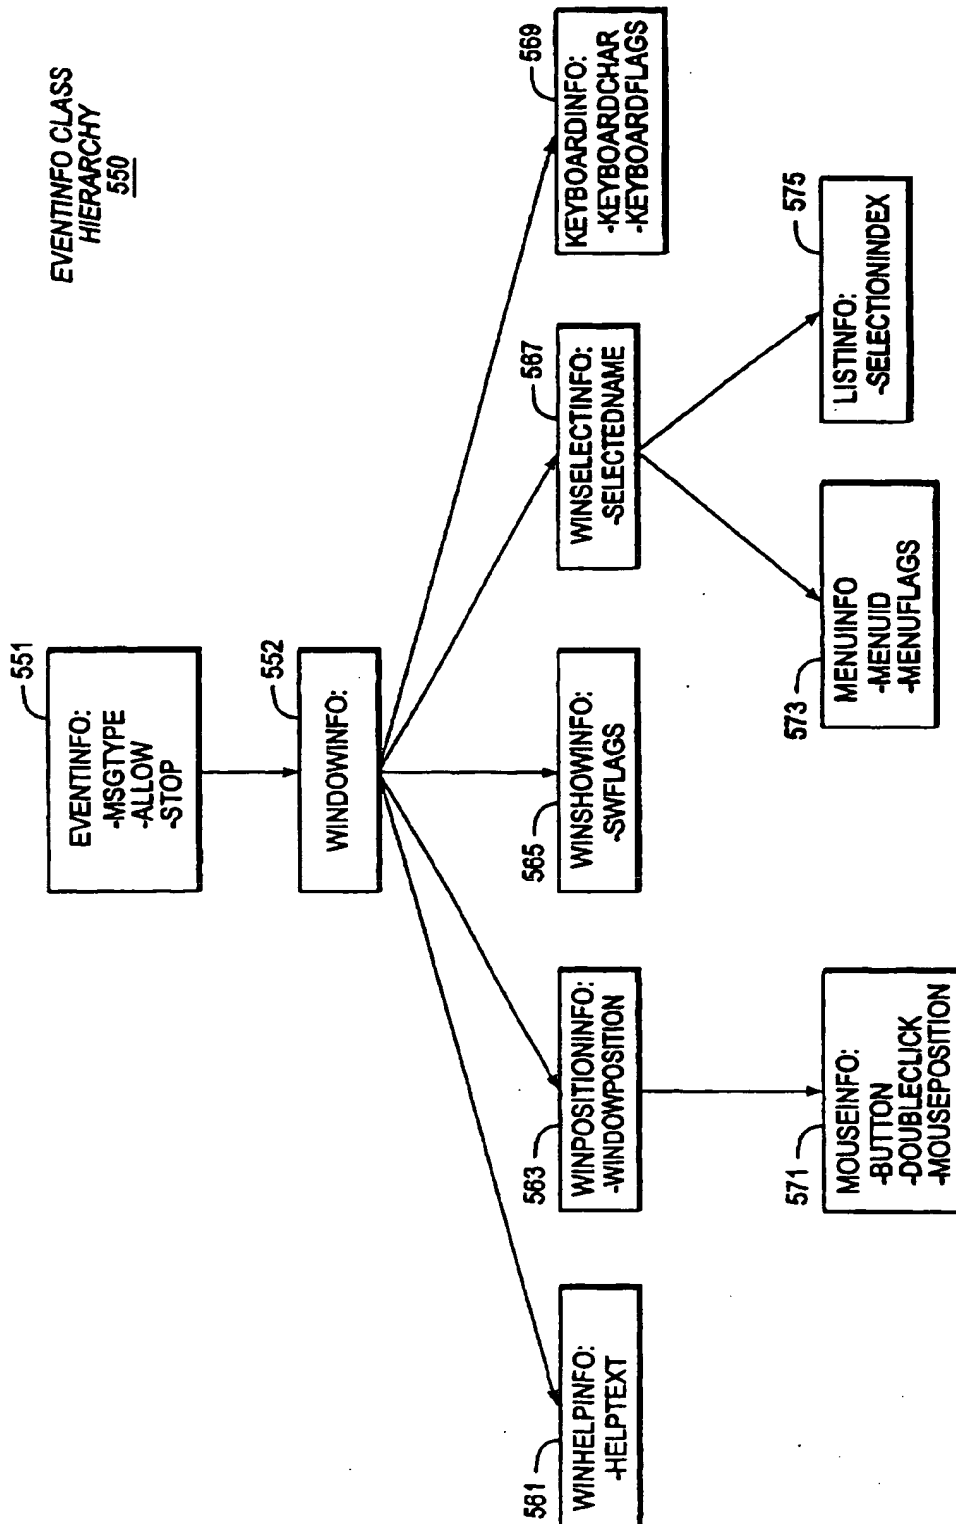 EVENTINFO CLASS
HIERARCHY
550
551
EVENTINFO:
-MSGTYPE
-ALLOW
-STOP
552
WINDOWINFO:
561
WINHELPINFO:
-HELPTEXT
563
WINPOSITIONINFO:
-WINDOWPOSITION
565
WINSHOWINFO:
-SWFLAGS
567
WINSELECTINFO:
-SELECTEDNAME
569
KEYBOARDINFO:
-KEYBOARDCHAR
-KEYBOARDFLAGS
571
MOUSEINFO:
-BUTTON
-DOUBLECLICK
-MOUSEPOSITION
573
MENUINFO
-MENUID
-MENUFLAGS
575
LISTINFO:
-SELECTIONINDEX